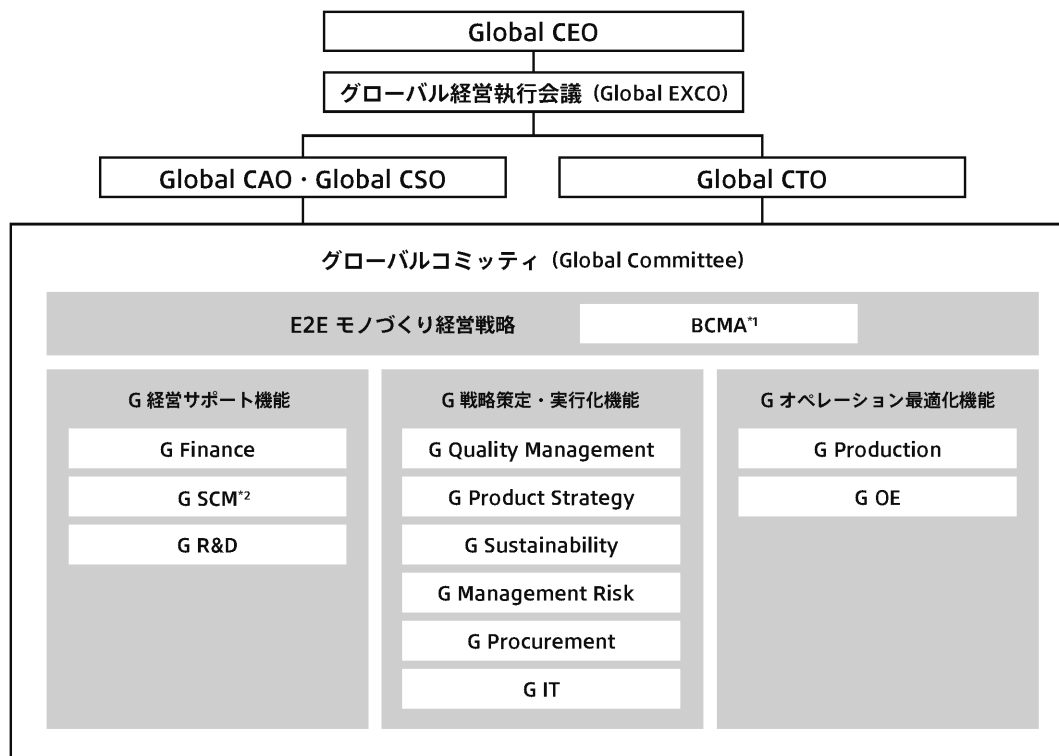 Global CEO
グローバル経営執行会議（Global EXCO）
Global CAO・Global CSO
Global CTO
グローバルコミッティ（Global Committee）
E2E モノづくり経営戦略
BCMA*1
G 経営サポート機能
G Finance
G SCM*2
G R&D
G 戦略策定・実行化機能
G Quality Management
G Product Strategy
G Sustainability
G Management Risk
G Procurement
G IT
G オペレーション最適化機能
G Production
G OE